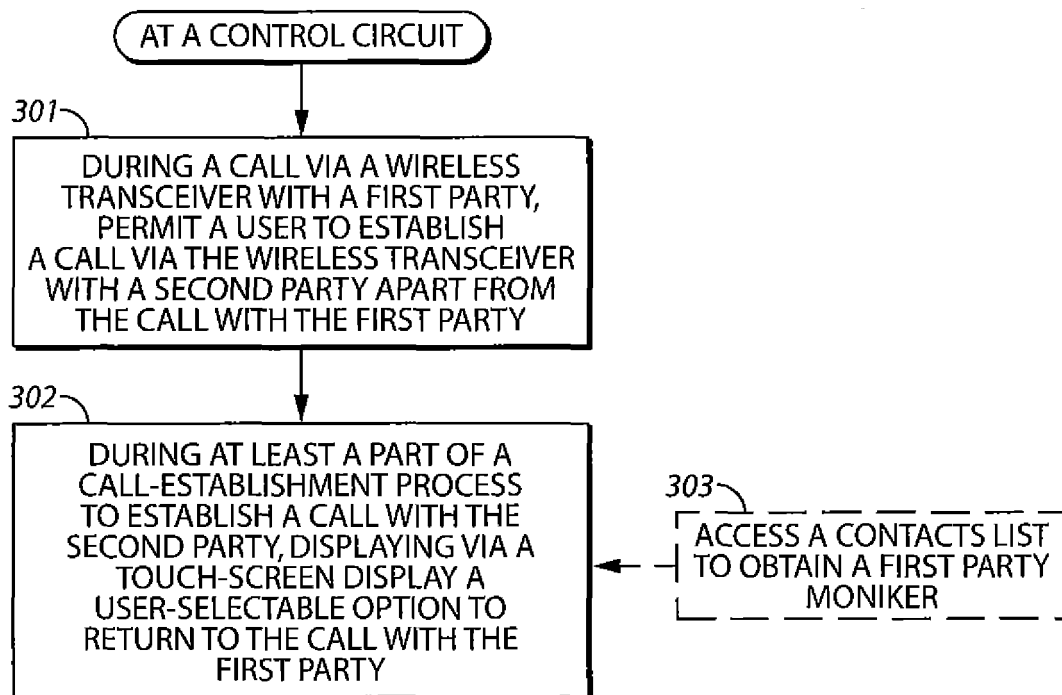 AT A CONTROL CIRCUIT
301
DURING A CALL VIA A WIRELESS
TRANSCEIVER WITH A FIRST PARTY,
PERMIT A USER TO ESTABLISH
A CALL VIA THE WIRELESS TRANSCEIVER
WITH A SECOND PARTY APART FROM
THE CALL WITH THE FIRST PARTY
302
DURING AT LEAST A PART OF A
CALL-ESTABLISHMENT PROCESS
TO ESTABLISH A CALL WITH THE
SECOND PARTY, DISPLAYING VIA A
TOUCH-SCREEN DISPLAY A
USER-SELECTABLE OPTION TO
RETURN TO THE CALL WITH THE
FIRST PARTY
303
ACCESS A CONTACTS LIST
TO OBTAIN A FIRST PARTY
MONIKER